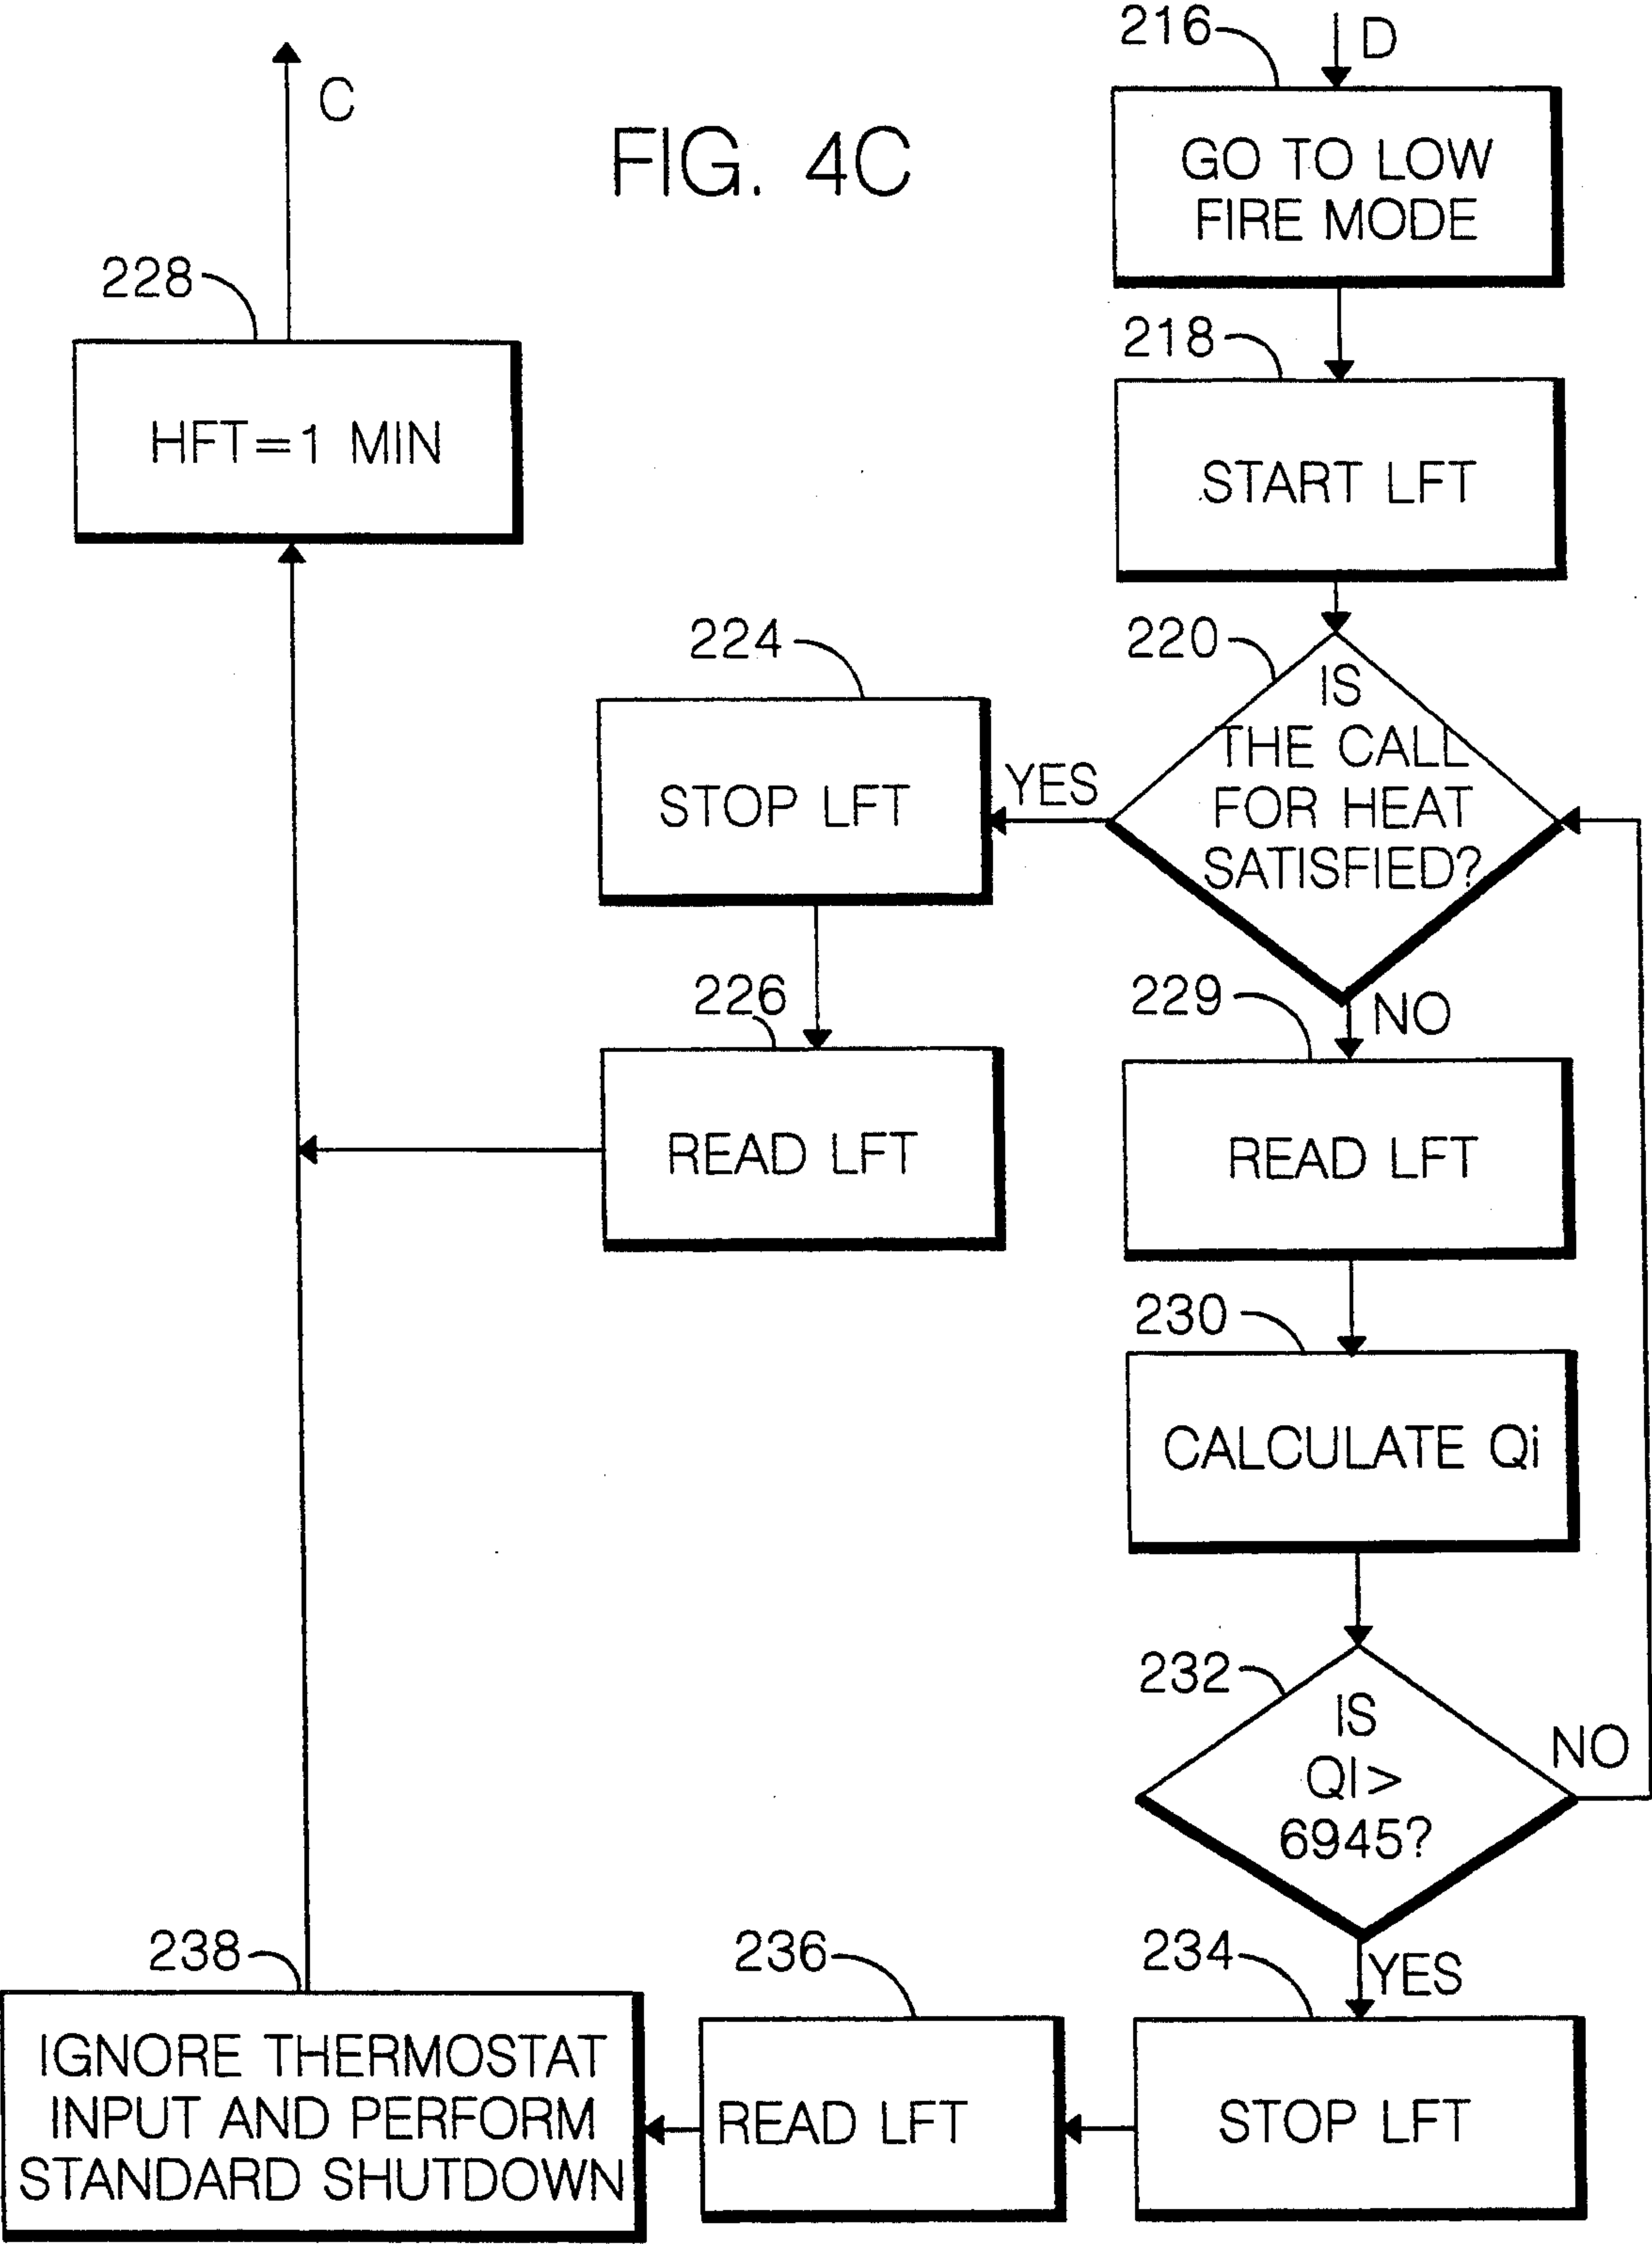 216
D
C
FIG. 4C
GO TO LOW
FIRE MODE
228
218
HFT=1 MIN
START LFT
224
220
IS
THE CALL
FOR HEAT
SATISFIED?
YES
STOP LFT
226
229
NO
READ LFT
READ LFT
230
CALCULATE Qi
232
IS
QI>
6945?
NO
238
236
234
YES
IGNORE THERMOSTAT
INPUT AND PERFORM
STANDARD SHUTDOWN
READ LFT
STOP LFT